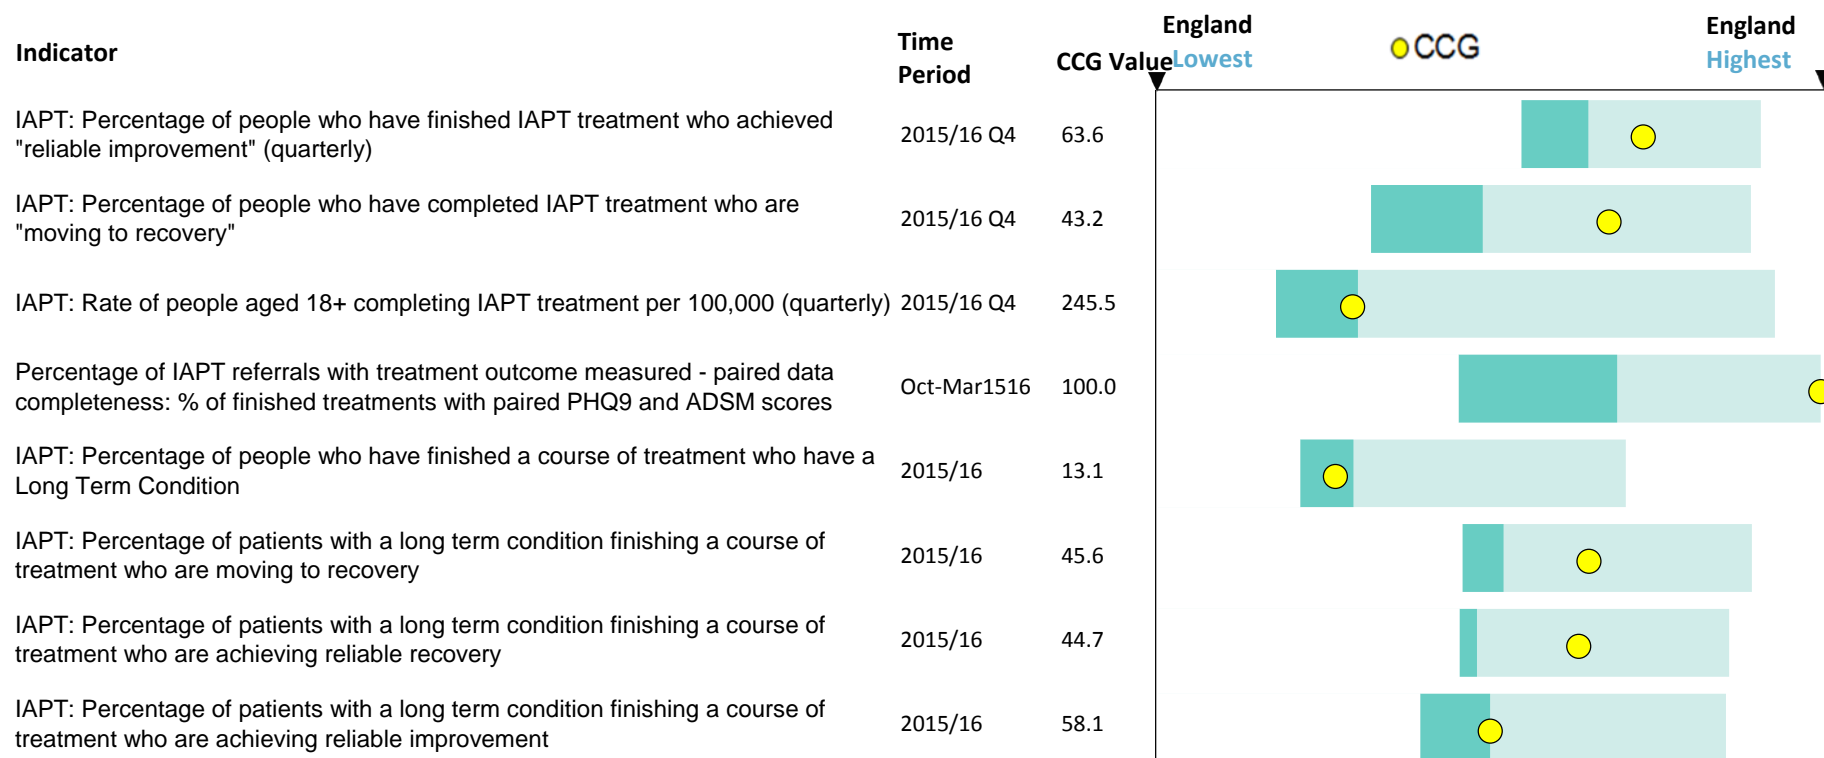 Indicator
Time
Period
CCG Value
England
Lowest
CCG
England
Highest
IAPT: Percentage of people who have finished IAPT treatment who achieved
"reliable improvement" (quarterly)
2015/16 Q4
63.6
IAPT: Percentage of people who have completed IAPT treatment who are
"moving to recovery"
2015/16 Q4
43.2
IAPT: Rate of people aged 18+ completing IAPT treatment per 100,000 (quarterly)
2015/16 Q4
245.5
Percentage of IAPT referrals with treatment outcome measured - paired data
completeness: % of finished treatments with paired PHQ9 and ADSM scores
Oct-Mar1516
100.0
IAPT: Percentage of people who have finished a course of treatment who have a
Long Term Condition
2015/16
13.1
IAPT: Percentage of patients with a long term condition finishing a course of
treatment who are moving to recovery
2015/16
45.6
IAPT: Percentage of patients with a long term condition finishing a course of
treatment who are achieving reliable recovery
2015/16
44.7
IAPT: Percentage of patients with a long term condition finishing a course of
treatment who are achieving reliable improvement
2015/16
58.1